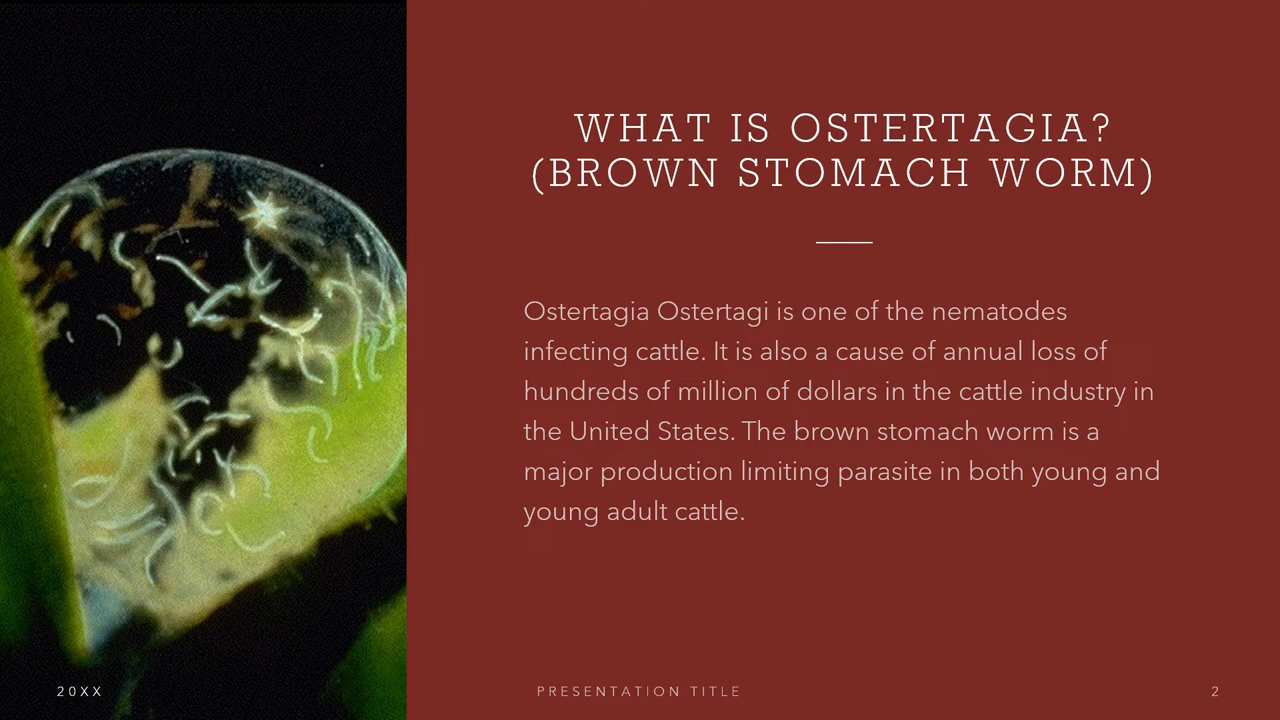 WHAT IS OSTERTAGIA?
(BROWN STOMACH WORM)
Ostertagia Ostertagi is one of the nematodes
infecting cattle. It is also a cause of annual loss of
hundreds of million of dollars in the cattle industry in
the United States. The brown stomach worm is a
major production limiting parasite in both young and
young adult cattle.
20XX
PRESENTATION TITLE
2